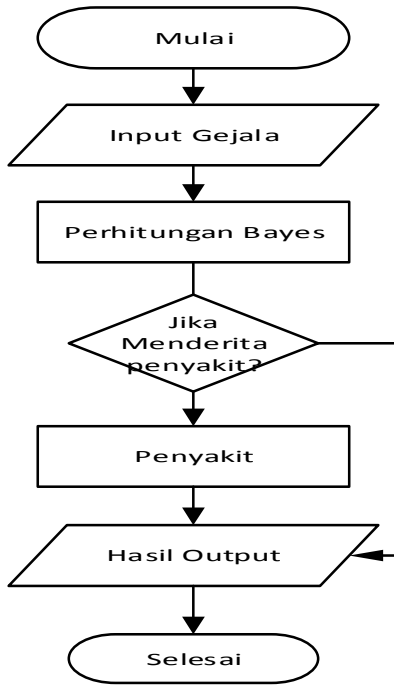 Mulai
Input Gejala
Perhitungan Bayes
Jika
Menderita
penyakit?
Penyakit
Hasil Output
Selesai